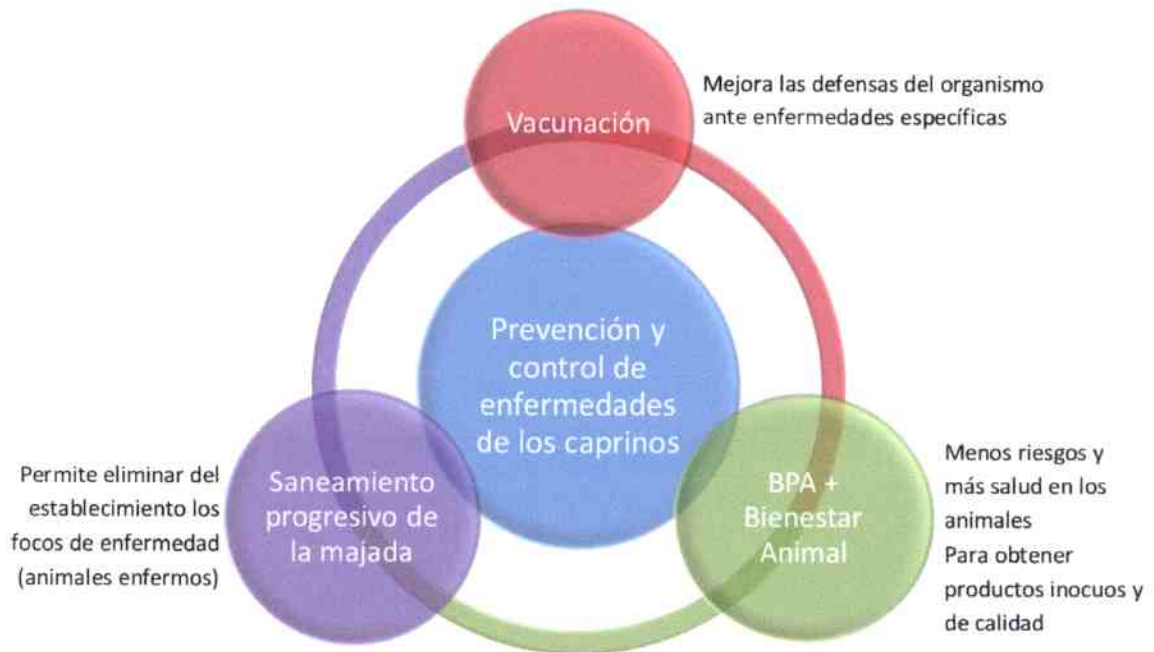 Vacunación
Mejora las defensas del organismo
ante enfermedades específicas
Prevención y
control de
enfermedades
de los caprinos
Permite eliminar del
establecimiento los
focos de enfermedad
(animales enfermos)
Saneamiento
progresivo de
la majada
BPA +
Bienestar
Animal
Menos riesgos y
más salud en los
animales
Para obtener
productos inocuos y
de calidad